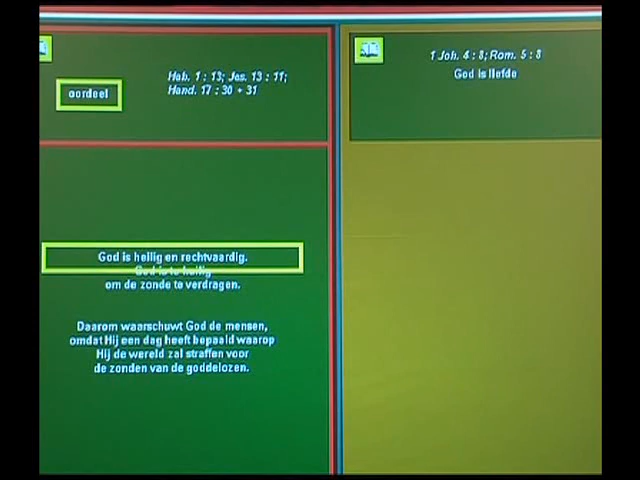 oordeel
Hab. 1 : 13; Jes. 13 : 11;
Hand. 17 : 30 + 31
God is heilig en rechtvaardig.
God is te heilig
om de zonde te verdragen.
Daarom waarschuwt God de mensen,
omdat Hij een dag heeft bepaald waarop
Hij de wereld zal straffen voor
de zonden van de goddelozen.
1 Joh. 4 : 8; Rom. 5 : 8
God is liefde